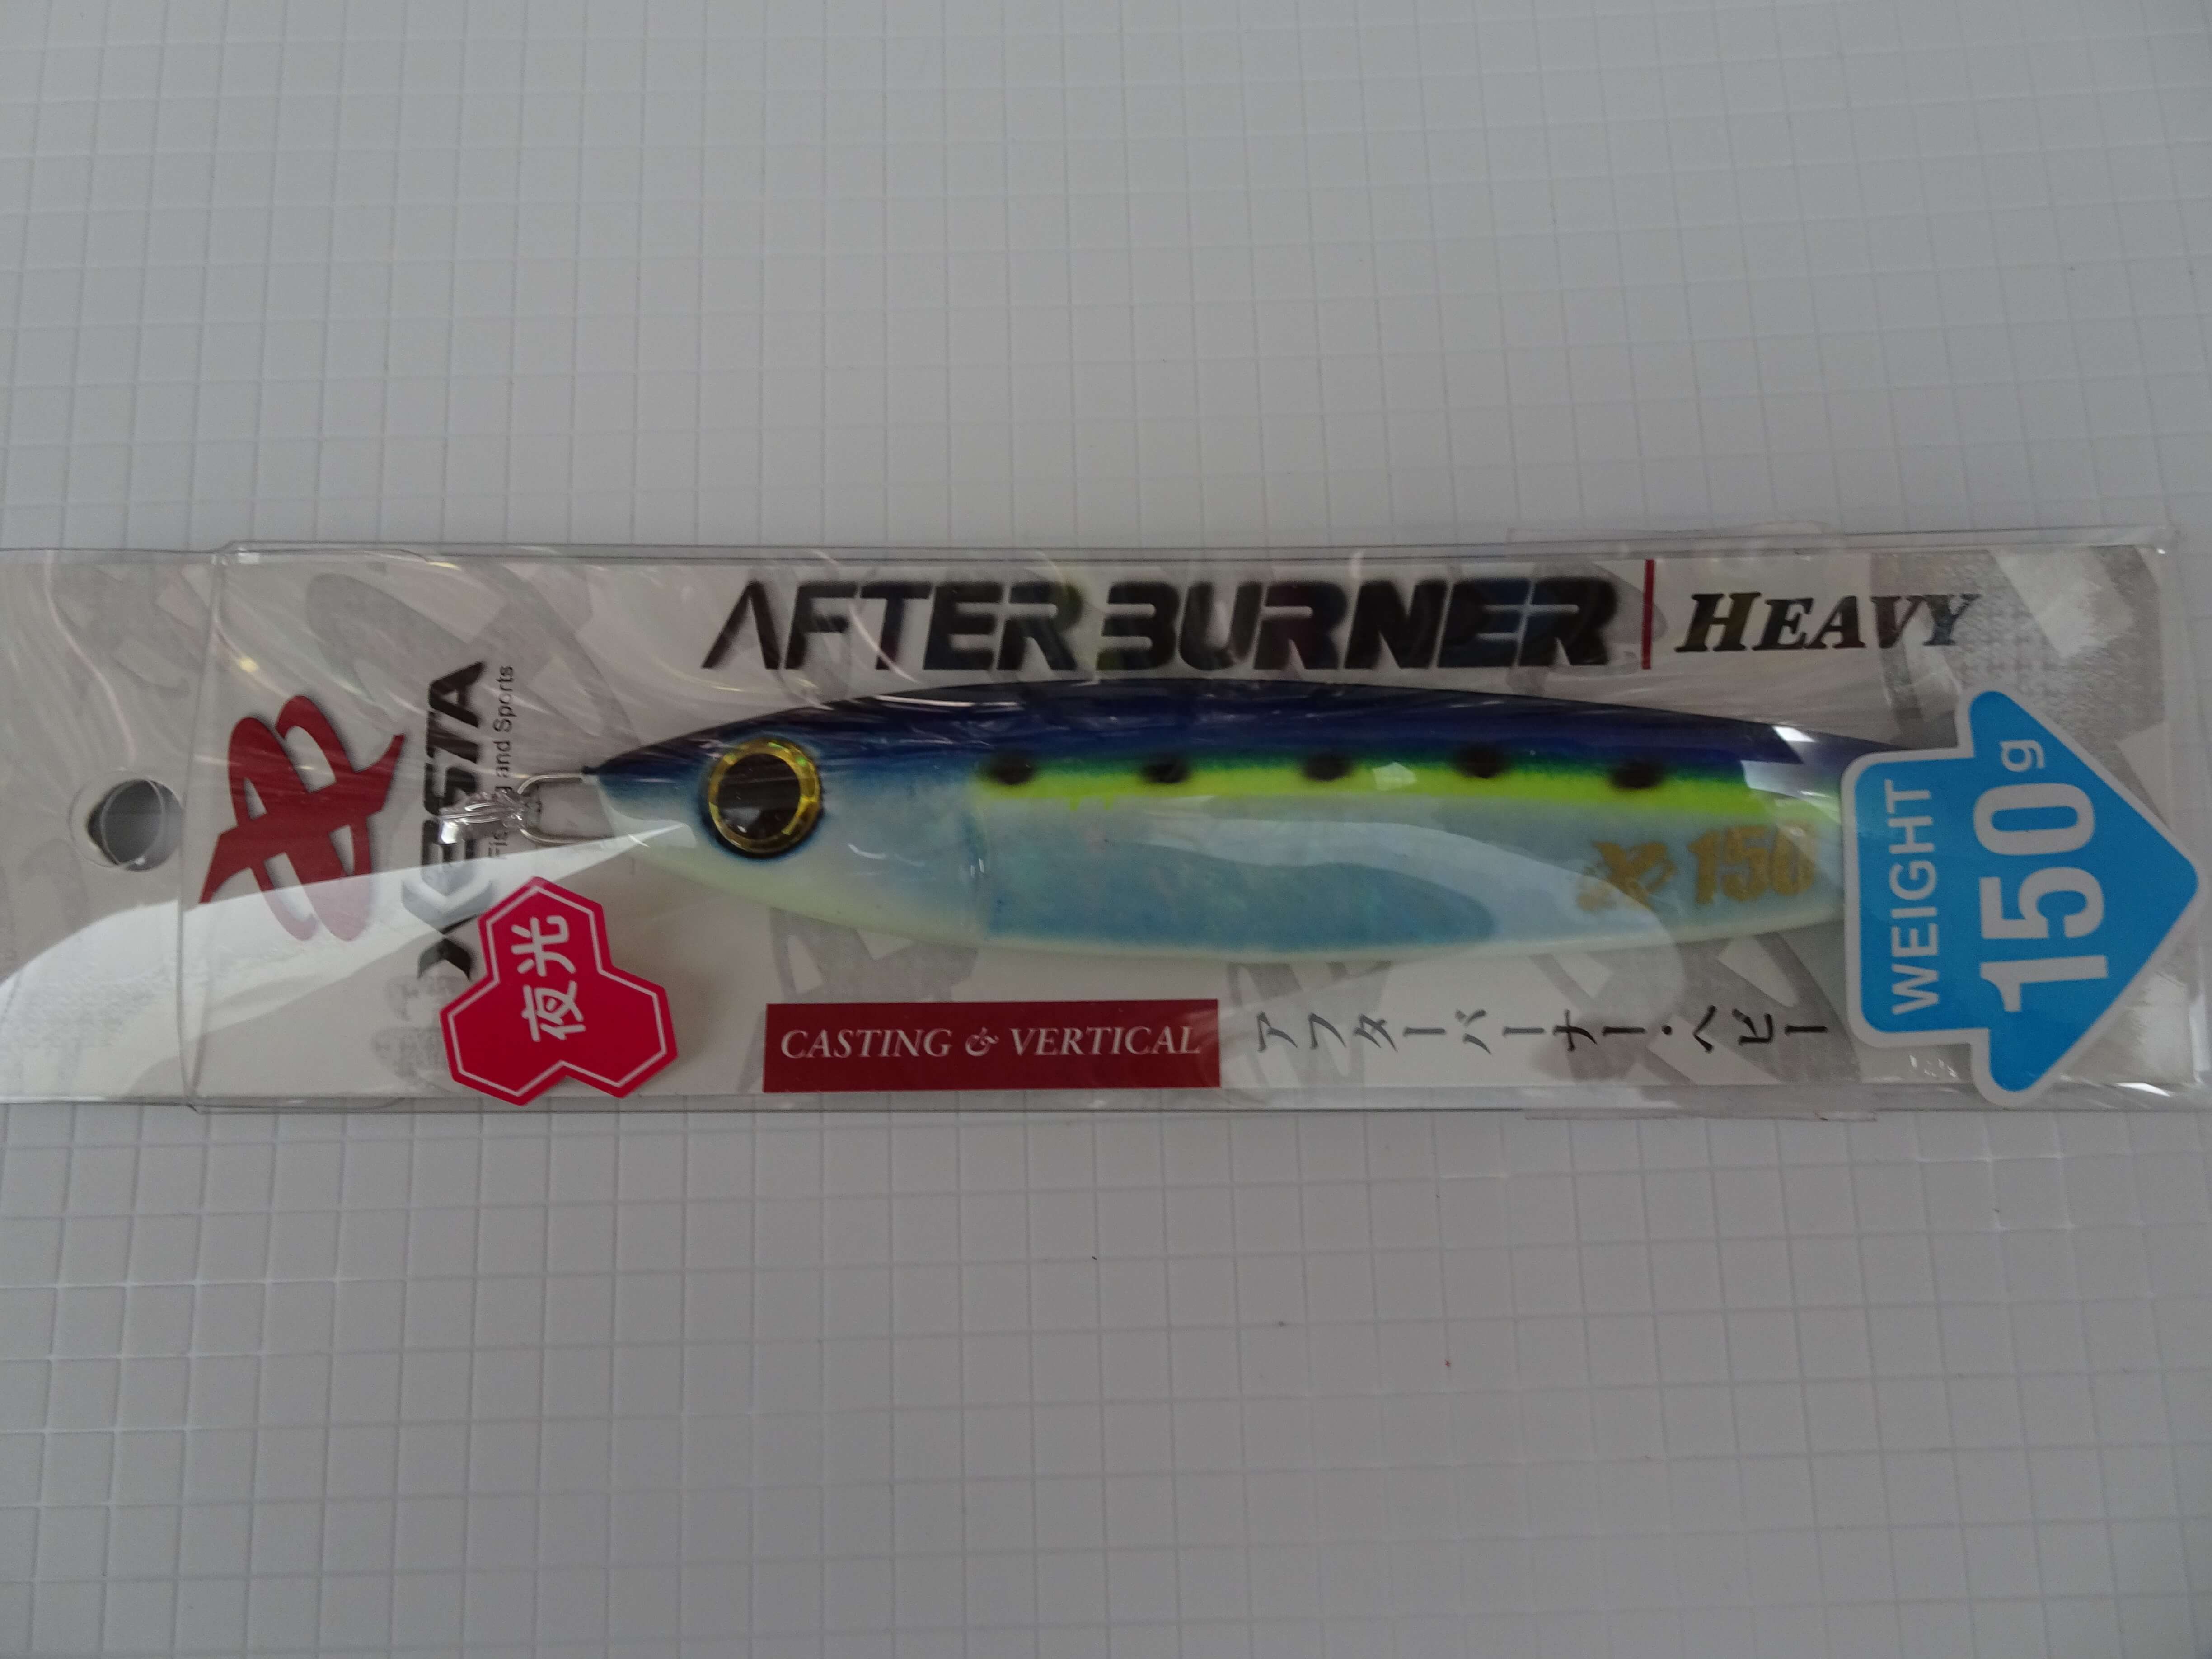 AFTER BURNER HEAVY
XESTA
and Sports
150
WEIGHT
150g
夜光
CASTING & VERTICAL
アフターバーナー・ヘビー